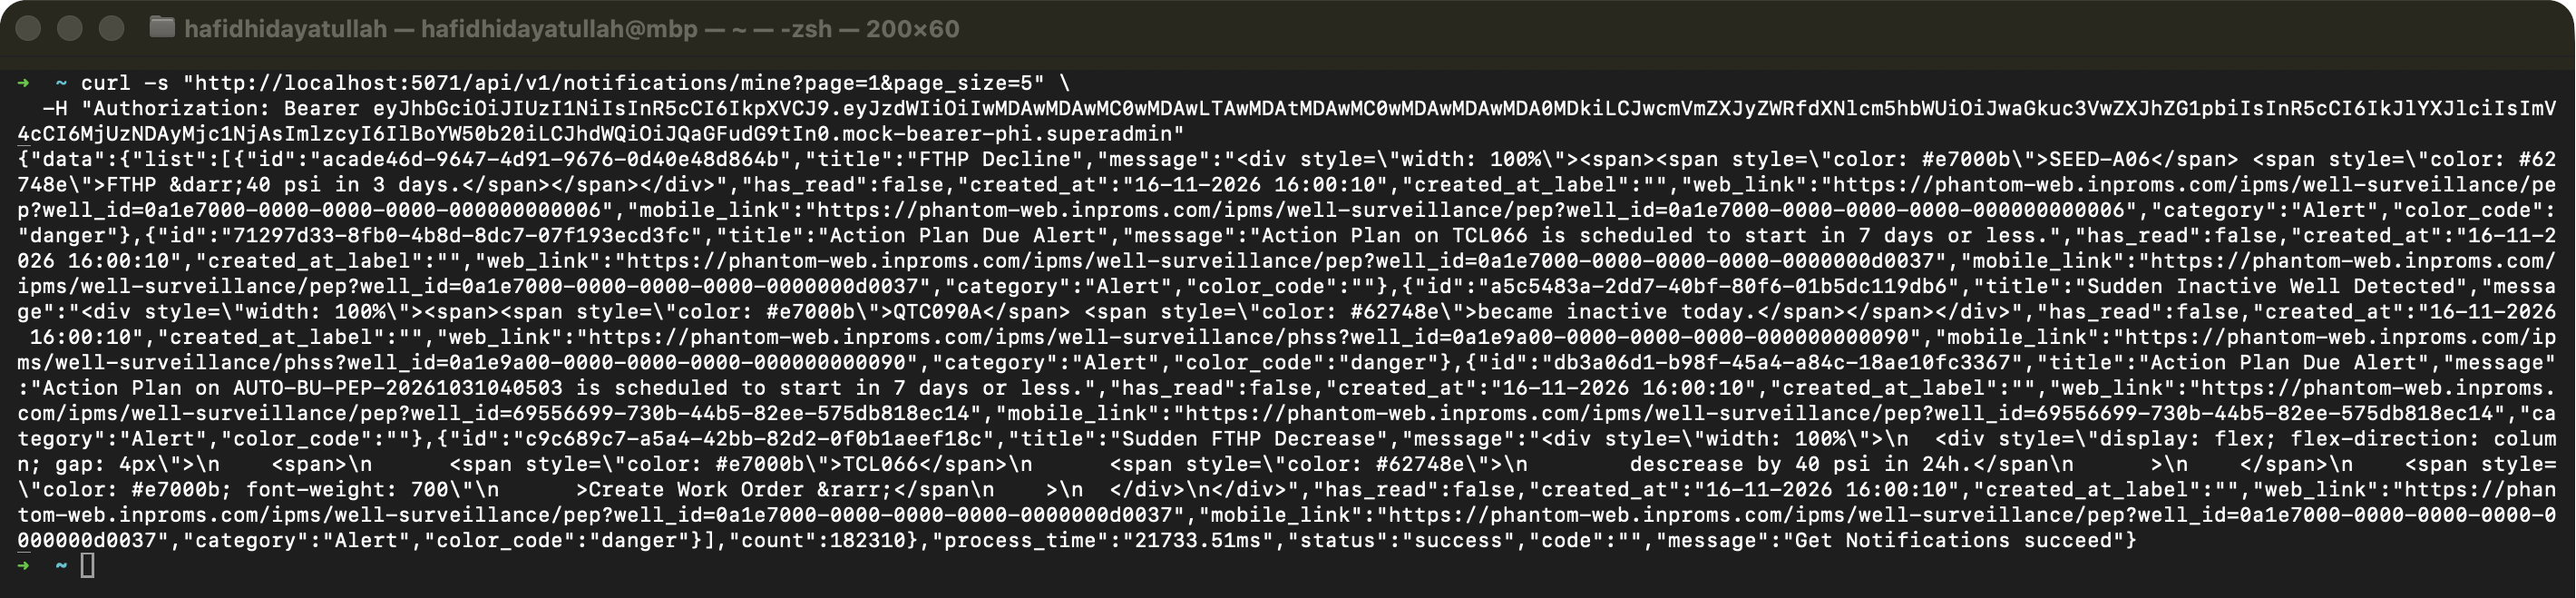 hafidhidayatullah — hafidhidayatullah@mbp — ~ — -zsh — 200×60
➜  ~ curl -s "http://localhost:5071/api/v1/notifications/mine?page=1&page_size=5" \
  -H "Authorization: Bearer eyJhbGciOiJIUzI1NiIsInR5cCI6IkpXVCJ9.eyJzdWIiOiIwMDAwMDAwMC0wMDAwLTAwMDAtMDAwMC0wMDAwMDAwMDA0MDkiLCJwcmVmZXJyZWRfdXNlcm5hbWUiOiJwaGkuc3VwZXJhZG1pbiIsInR5cCI6IkJlYXJlciIsImV
4cCI6MjUzNDAyMjc1NjAsImlzcyI6IlBoYW50b20iLCJhdWQiOiJQaGFudG9tIn0.mock-bearer-phi.superadmin"
{"data":{"list":[{"id":"acade46d-9647-4d91-9676-0d40e48d864b","title":"FTHP Decline","message":"<div style=\"width: 100%\"><span><span style=\"color: #e7000b\">SEED-A06</span> <span style=\"color: #62
748e\">FTHP &darr;40 psi in 3 days.</span></span></div>","has_read":false,"created_at":"16-11-2026 16:00:10","created_at_label":"","web_link":"https://phantom-web.inproms.com/ipms/well-surveillance/pe
p?well_id=0a1e7000-0000-0000-0000-000000000006","mobile_link":"https://phantom-web.inproms.com/ipms/well-surveillance/pep?well_id=0a1e7000-0000-0000-0000-000000000006","category":"Alert","color_code":
"danger"},{"id":"71297d33-8fb0-4b8d-8dc7-07f193ecd3fc","title":"Action Plan Due Alert","message":"Action Plan on TCL066 is scheduled to start in 7 days or less.","has_read":false,"created_at":"16-11-2
026 16:00:10","created_at_label":"","web_link":"https://phantom-web.inproms.com/ipms/well-surveillance/pep?well_id=0a1e7000-0000-0000-0000-0000000d0037","mobile_link":"https://phantom-web.inproms.com/
ipms/well-surveillance/pep?well_id=0a1e7000-0000-0000-0000-0000000d0037","category":"Alert","color_code":""},{"id":"a5c5483a-2dd7-40bf-80f6-01b5dc119db6","title":"Sudden Inactive Well Detected","messa
ge":"<div style=\"width: 100%\"><span><span style=\"color: #e7000b\">QTC090A</span> <span style=\"color: #62748e\">became inactive today.</span></span></div>","has_read":false,"created_at":"16-11-2026
 16:00:10","created_at_label":"","web_link":"https://phantom-web.inproms.com/ipms/well-surveillance/phss?well_id=0a1e9a00-0000-0000-0000-000000000090","mobile_link":"https://phantom-web.inproms.com/ip
ms/well-surveillance/phss?well_id=0a1e9a00-0000-0000-0000-000000000090","category":"Alert","color_code":"danger"},{"id":"db3a06d1-b98f-45a4-a84c-18ae10fc3367","title":"Action Plan Due Alert","message"
:"Action Plan on AUTO-BU-PEP-20261031040503 is scheduled to start in 7 days or less.","has_read":false,"created_at":"16-11-2026 16:00:10","created_at_label":"","web_link":"https://phantom-web.inproms.
com/ipms/well-surveillance/pep?well_id=69556699-730b-44b5-82ee-575db818ec14","mobile_link":"https://phantom-web.inproms.com/ipms/well-surveillance/pep?well_id=69556699-730b-44b5-82ee-575db818ec14","ca
tegory":"Alert","color_code":""},{"id":"c9c689c7-a5a4-42bb-82d2-0f0b1aeef18c","title":"Sudden FTHP Decrease","message":"<div style=\"width: 100%\">\n  <div style=\"display: flex; flex-direction: colum
n; gap: 4px\">\n    <span>\n      <span style=\"color: #e7000b\">TCL066</span>\n      <span style=\"color: #62748e\">\n        descrease by 40 psi in 24h.</span\n      >\n    </span>\n    <span style=
\"color: #e7000b; font-weight: 700\"\n      >Create Work Order &rarr;</span\n    >\n  </div>\n</div>","has_read":false,"created_at":"16-11-2026 16:00:10","created_at_label":"","web_link":"https://phan
tom-web.inproms.com/ipms/well-surveillance/pep?well_id=0a1e7000-0000-0000-0000-0000000d0037","mobile_link":"https://phantom-web.inproms.com/ipms/well-surveillance/pep?well_id=0a1e7000-0000-0000-0000-0
000000d0037","category":"Alert","color_code":"danger"}],"count":182310},"process_time":"21733.51ms","status":"success","code":"","message":"Get Notifications succeed"}
➜  ~